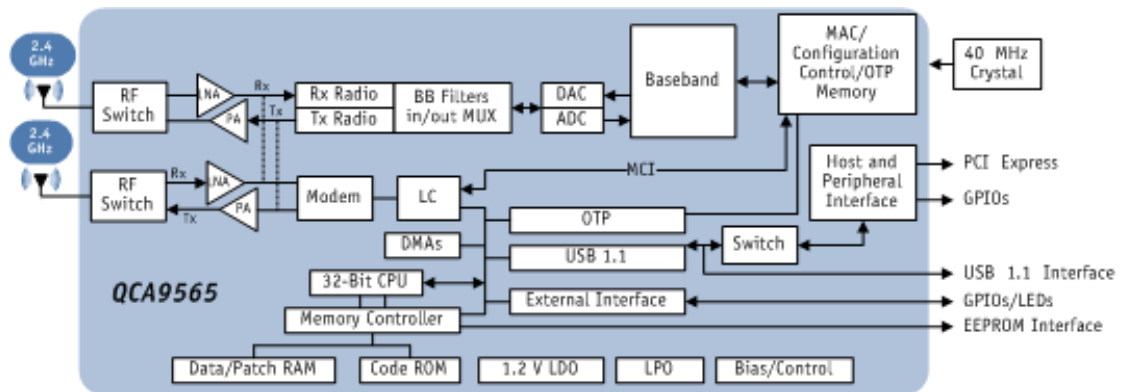 2.4
GHz
RF
Switch
LNA
PA
Rx
Tx
Rx Radio
Tx Radio
BB Filters
in/out MUX
DAC
ADC
Baseband
MAC/
Configuration
Control/OTP
Memory
40 MHz
Crystal
2.4
GHz
RF
Switch
Rx
Tx
LNA
PA
Modem
LC
MCI
Host and
Peripheral
Interface
PCI Express
GPIOs
OTP
DMAs
USB 1.1
Switch
USB 1.1 Interface
QCA9565
32-Bit CPU
External Interface
GPIOs/LEDs
Memory Controller
EEPROM Interface
Data/Patch RAM
Code ROM
1.2 V LDO
LPO
Bias/Control